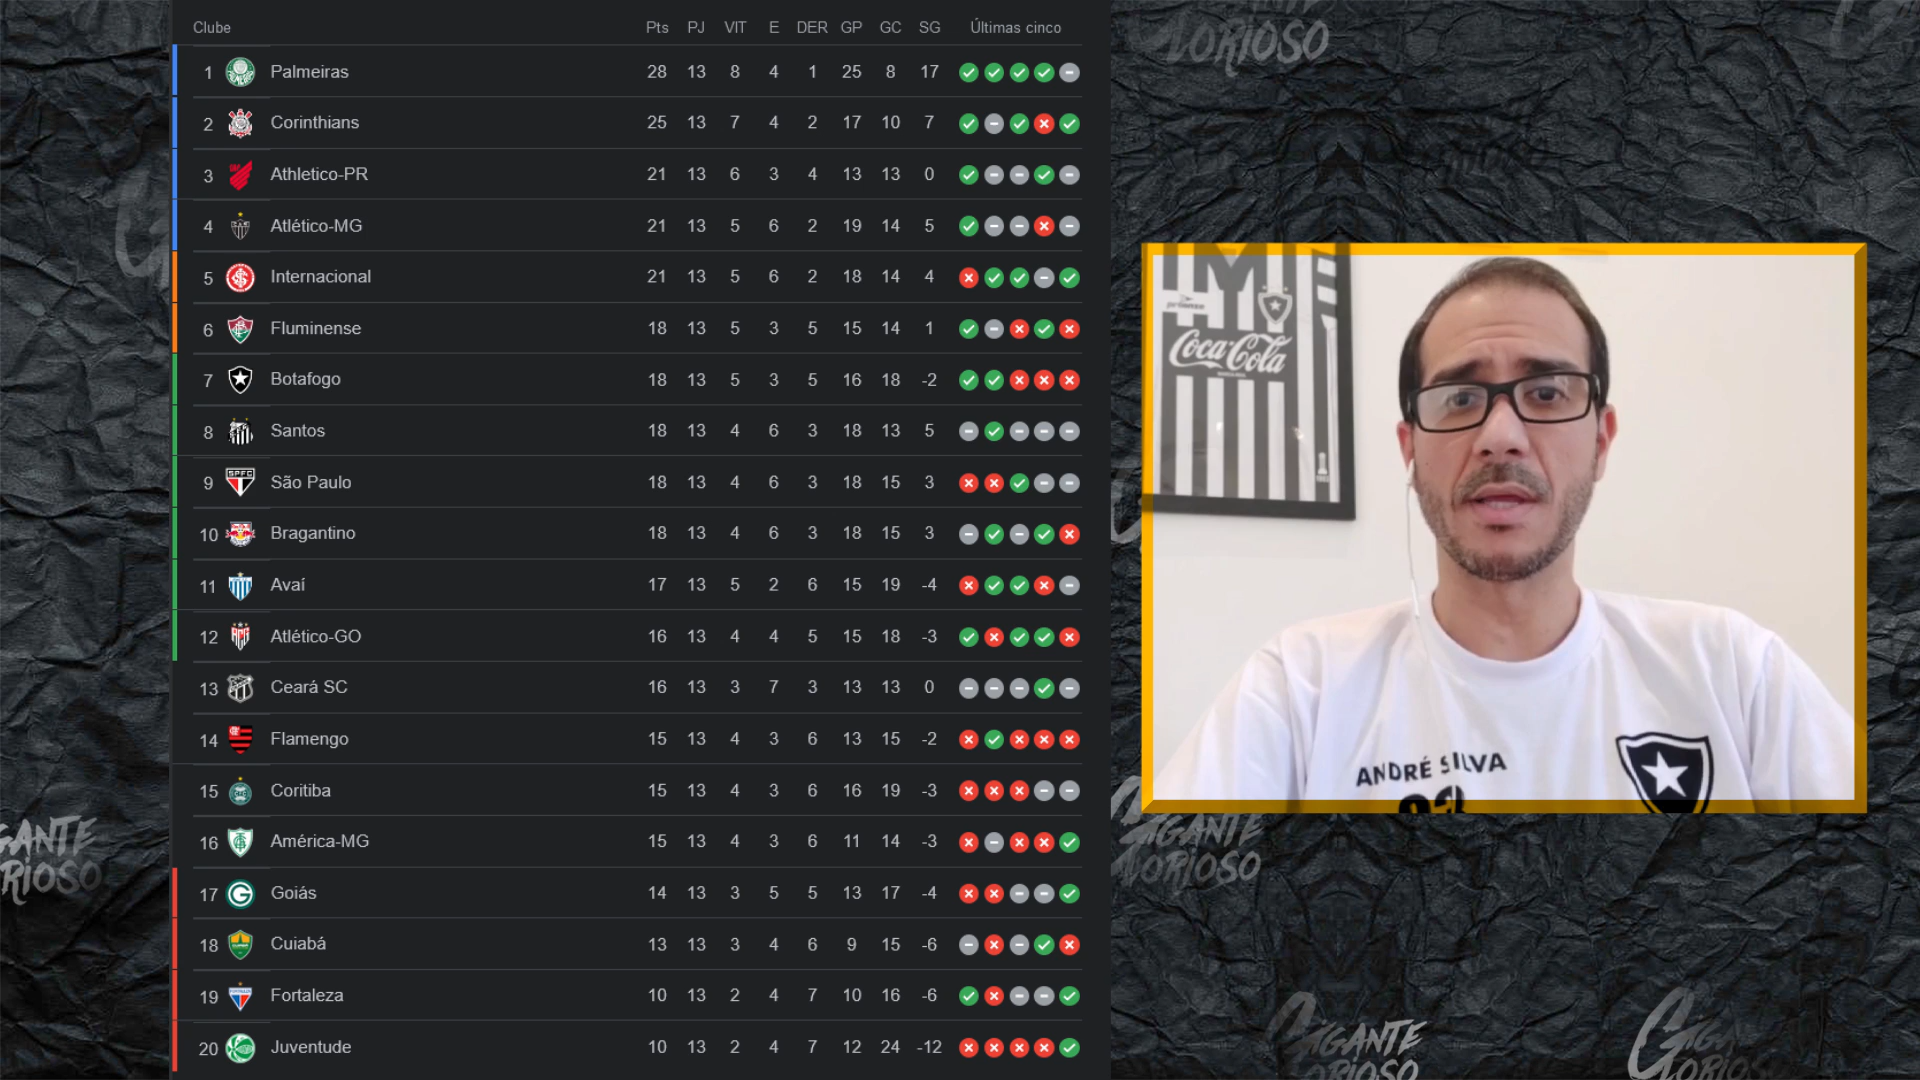 Clube Pts PJ VIT E DER GP GC SG Últimas cinco
1 Palmeiras 28 13 8 4 1 25 8 17
2 Corinthians 25 13 7 4 2 17 10 7
3 Athletico-PR 21 13 6 3 4 13 13 0
4 Atlético-MG 21 13 5 6 2 19 14 5
5 Internacional 21 13 5 6 2 18 14 4
6 Fluminense 18 13 5 3 5 15 14 1
7 Botafogo 18 13 5 3 5 16 18 -2
8 Santos 18 13 4 6 3 18 13 5
9 São Paulo 18 13 4 6 3 18 15 3
10 Bragantino 18 13 4 6 3 18 15 3
11 Avaí 17 13 5 2 6 15 19 -4
12 Atlético-GO 16 13 4 4 5 15 18 -3
13 Ceará SC 16 13 3 7 3 13 13 0
14 Flamengo 15 13 4 3 6 13 15 -2
15 Coritiba 15 13 4 3 6 16 19 -3
16 América-MG 15 13 4 3 6 11 14 -3
17 Goiás 14 13 3 5 5 13 17 -4
18 Cuiabá 13 13 3 4 6 9 15 -6
19 Fortaleza 10 13 2 4 7 10 16 -6
20 Juventude 10 13 2 4 7 12 24 -12
SPFC
Coca-Cola
ANDRÉ SILVA
GIGANTE
GLORIOSO
GIGANTE
GLORIOSO